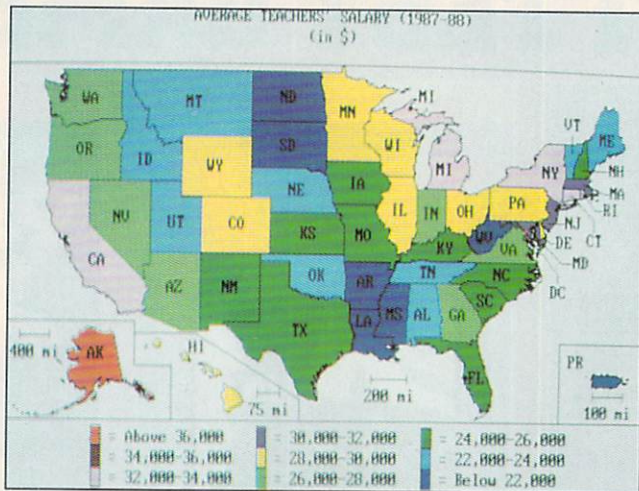 AVERAGE TEACHERS' SALARY (1987-88)
(in $)
WA
MT
ND
MN
MI
VT
ME
OR
ID
SD
WI
MI
NY
NH
WY
MA
NE
IA
PA
RI
NV
UT
CO
IL
IN
OH
NJ
CT
CA
KS
MO
WV
DE
KY
VA
MD
AZ
NM
OK
AR
TN
NC
DC
SC
TX
LA
MS
AL
GA
HI
FL
400 mi
AK
PR
75 mi
200 mi
100 mi
= Above 36,000
= 30,000-32,000
= 24,000-26,000
= 34,000-36,000
= 28,000-30,000
= 22,000-24,000
= 32,000-34,000
= 26,000-28,000
= Below 22,000